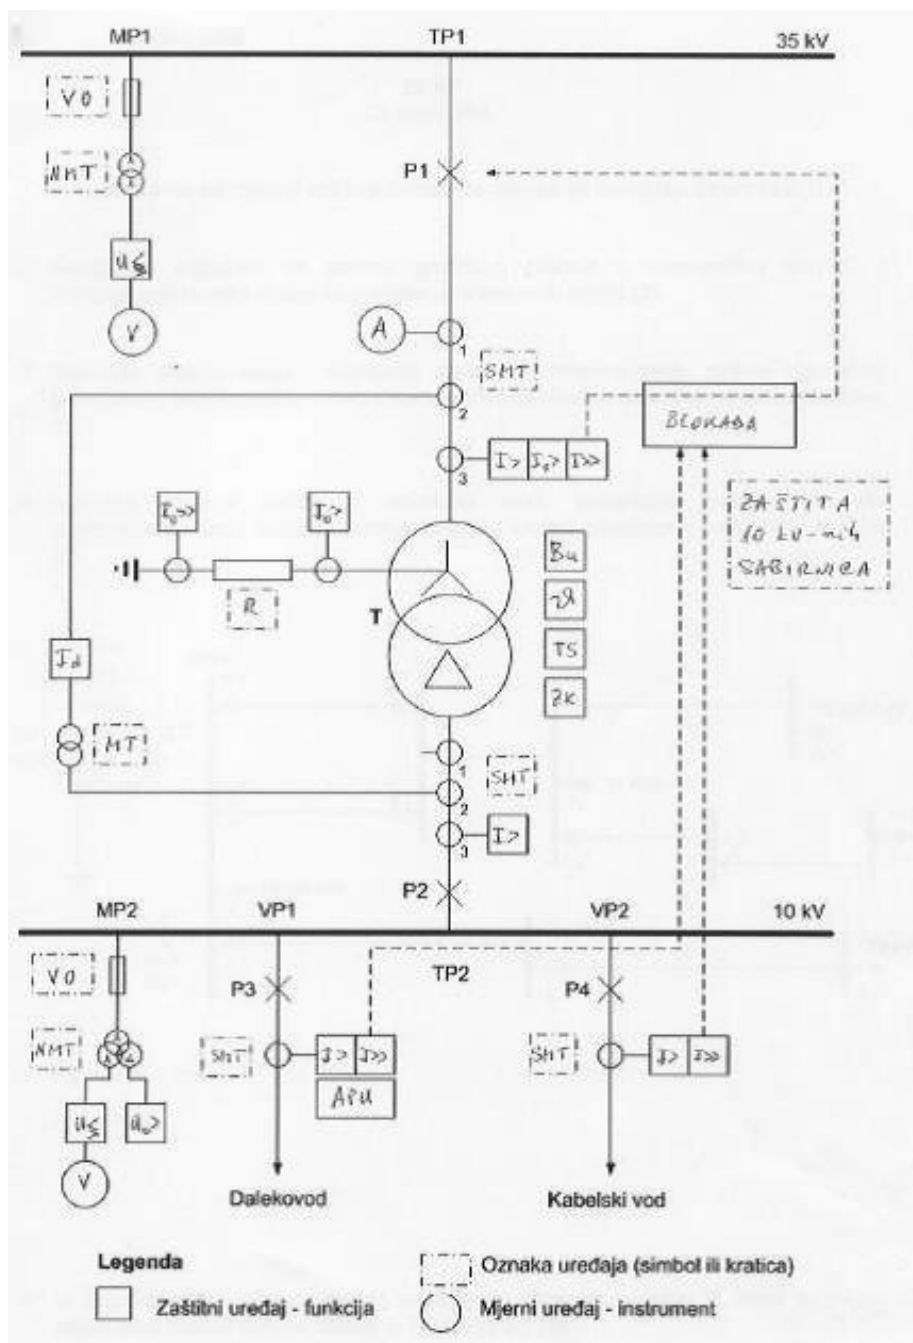 MP1 TP1 35 kV
VO
NMT
P1
U≶
V
A
1
SMT
2
BLOKADA
3
I> I₀> I>>
ZAŠTITA
10 kV-nih
SABIRNICA
I₀>> I₀>
Bu
R
T
ϑ
TS
Id
ZK
MT
1
SMT
2
3
I>
P2
MP2 VP1 VP2 10 kV
VO
TP2
P3
P4
NMT
SMT
I> I>>
SMT
I> I>>
APU
U≶ U₀>
V
Dalekovod
Kabelski vod
Legenda
Oznaka uređaja (simbol ili kratica)
Zaštitni uređaj - funkcija
Mjerni uređaj - instrument